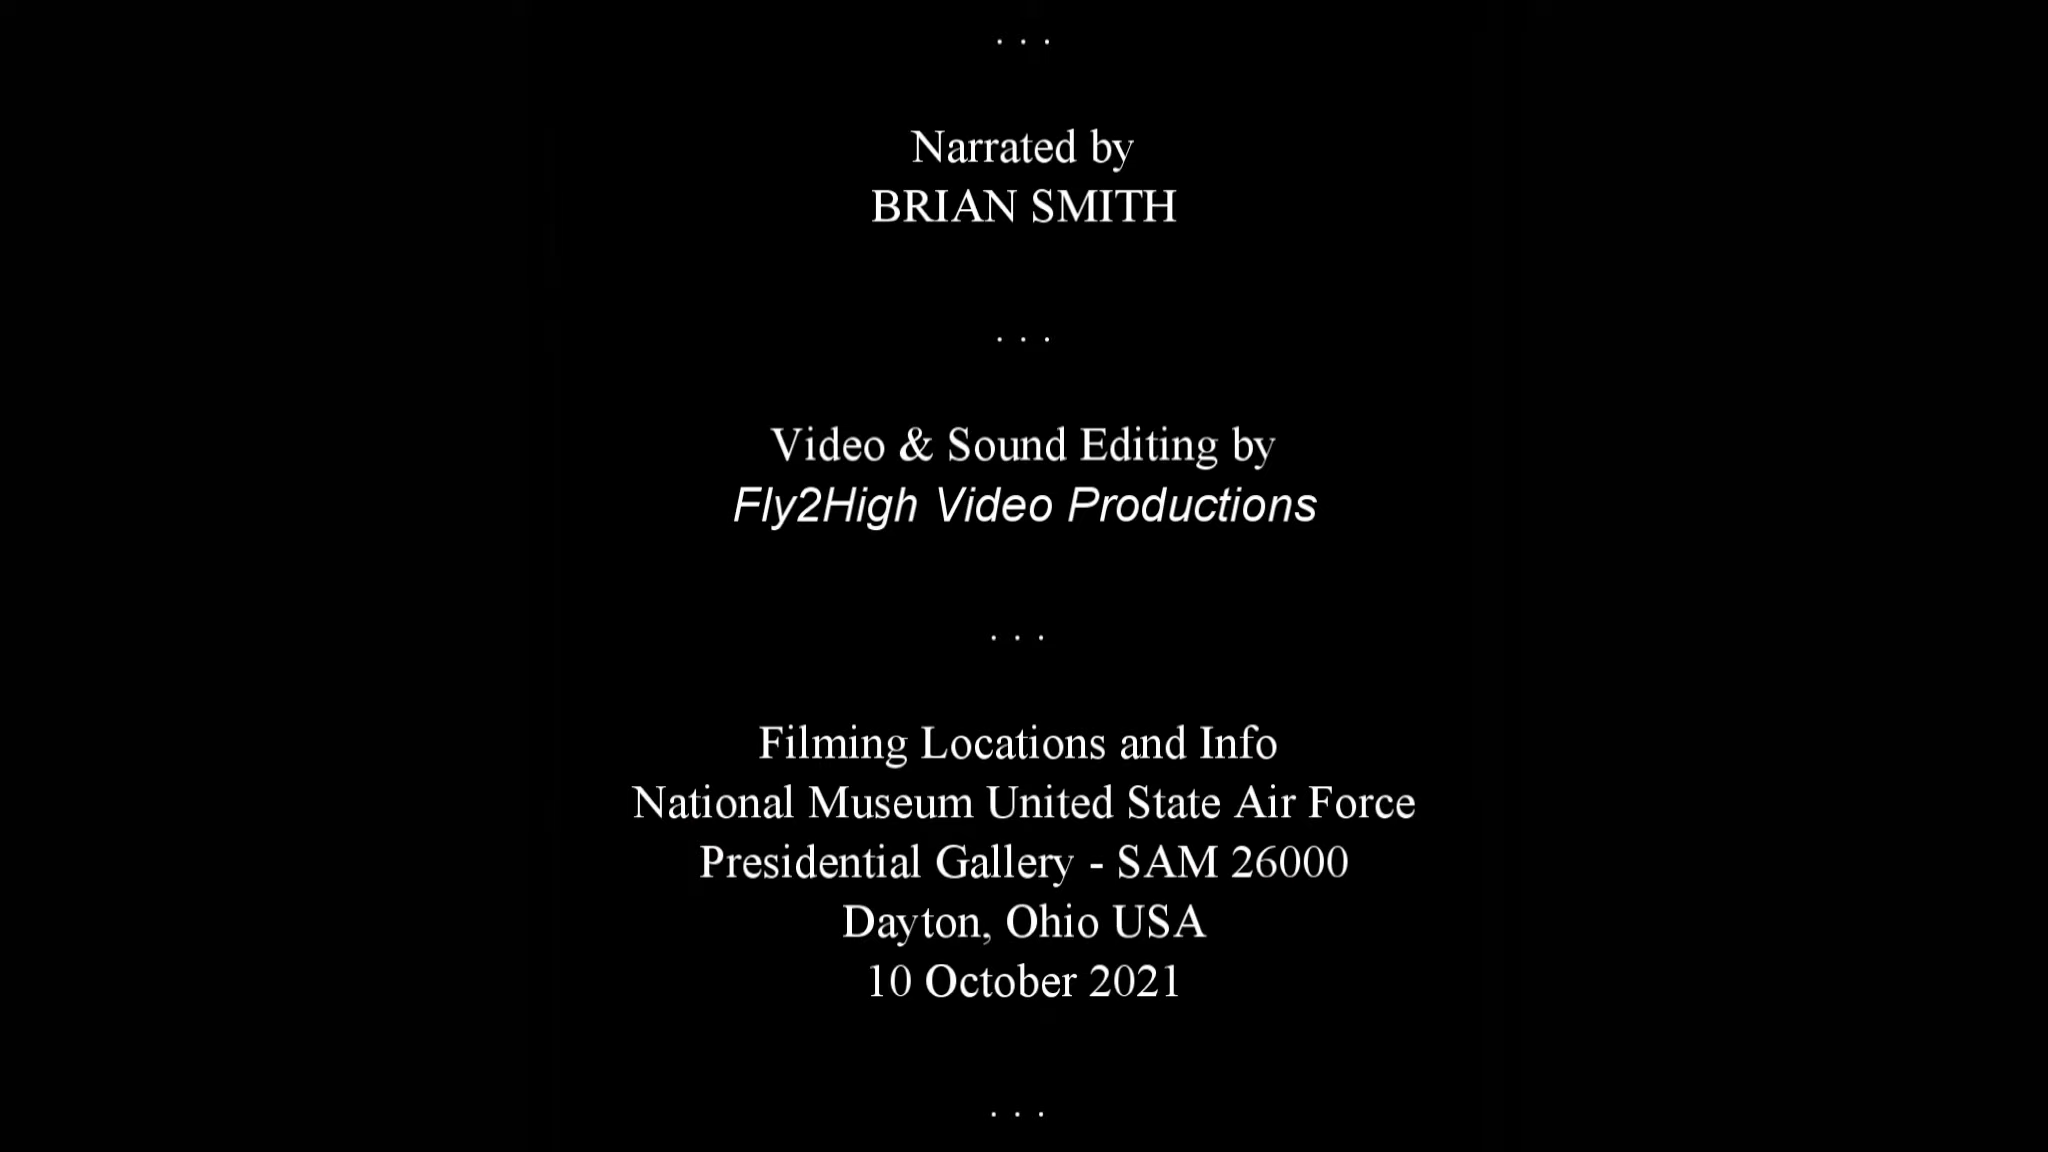 . . .
Narrated by
BRIAN SMITH
. . .
Video & Sound Editing by
Fly2High Video Productions
. . .
Filming Locations and Info
National Museum United State Air Force
Presidential Gallery - SAM 26000
Dayton, Ohio USA
10 October 2021
. . .